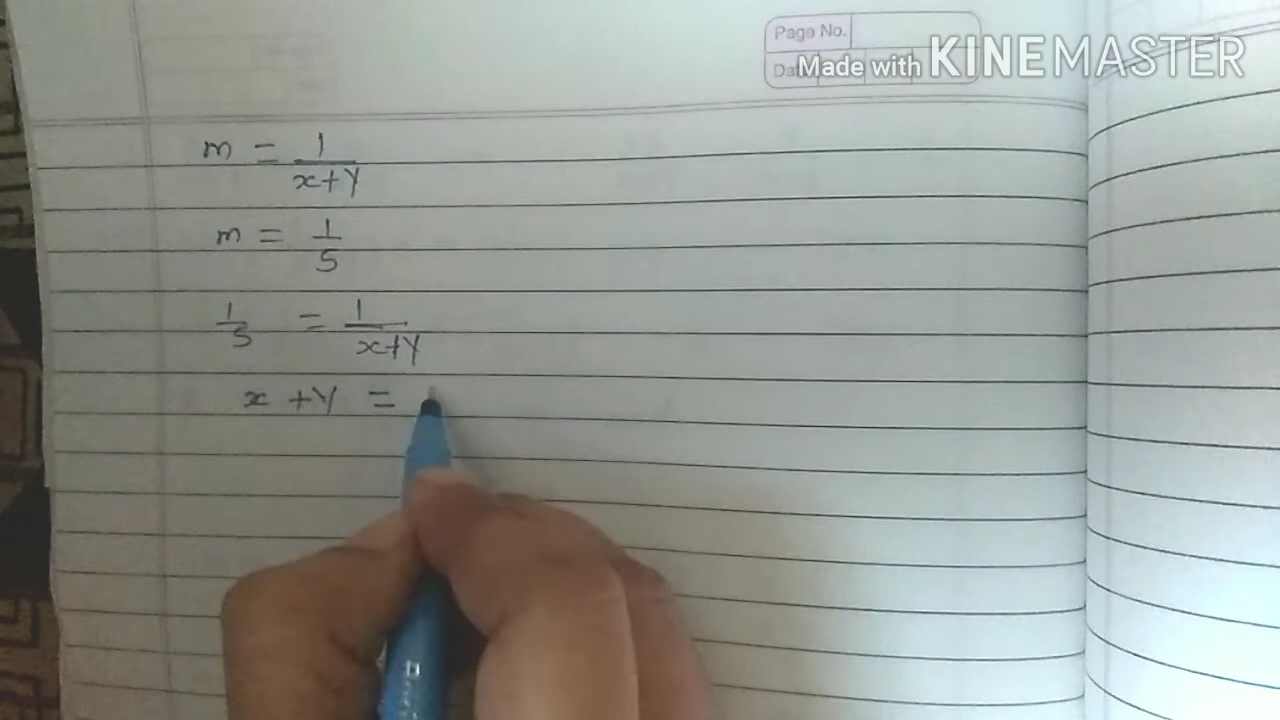 Page No.
Made with KINEMASTER
m = 1/x+y
m = 1/5
1/5 = 1/x+y
x + y =